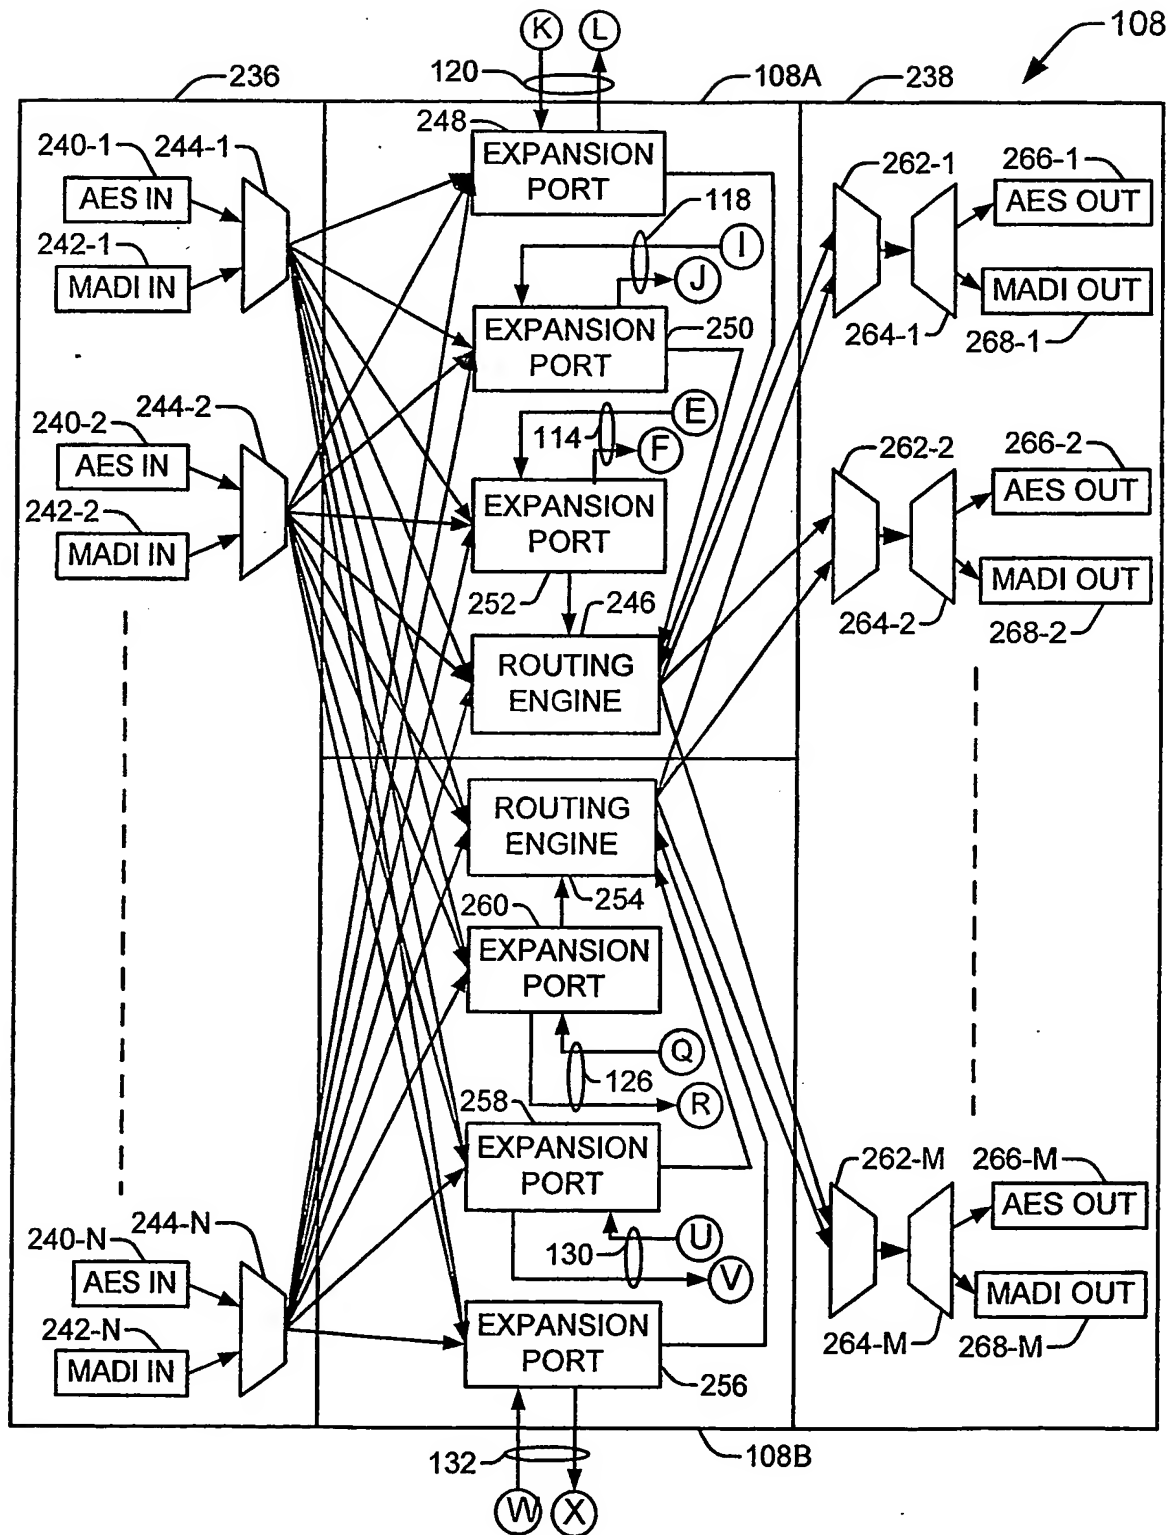 108
K L
236 120 108A 238
240-1 244-1 248 EXPANSION PORT 262-1 266-1
AES IN AES OUT
118
242-1 I
MADI IN J MADI OUT
EXPANSION PORT 250 264-1 268-1
240-2 244-2 E 262-2 266-2
AES IN 114 F AES OUT
242-2 EXPANSION PORT
MADI IN MADI OUT
252 246 264-2 268-2
ROUTING ENGINE
ROUTING ENGINE
260 254
EXPANSION PORT
Q
126
R
258
EXPANSION PORT 262-M 266-M
AES OUT
240-N 244-N U
AES IN 130 V
MADI OUT
242-N EXPANSION PORT 264-M 268-M
MADI IN
256
132 108B
W X